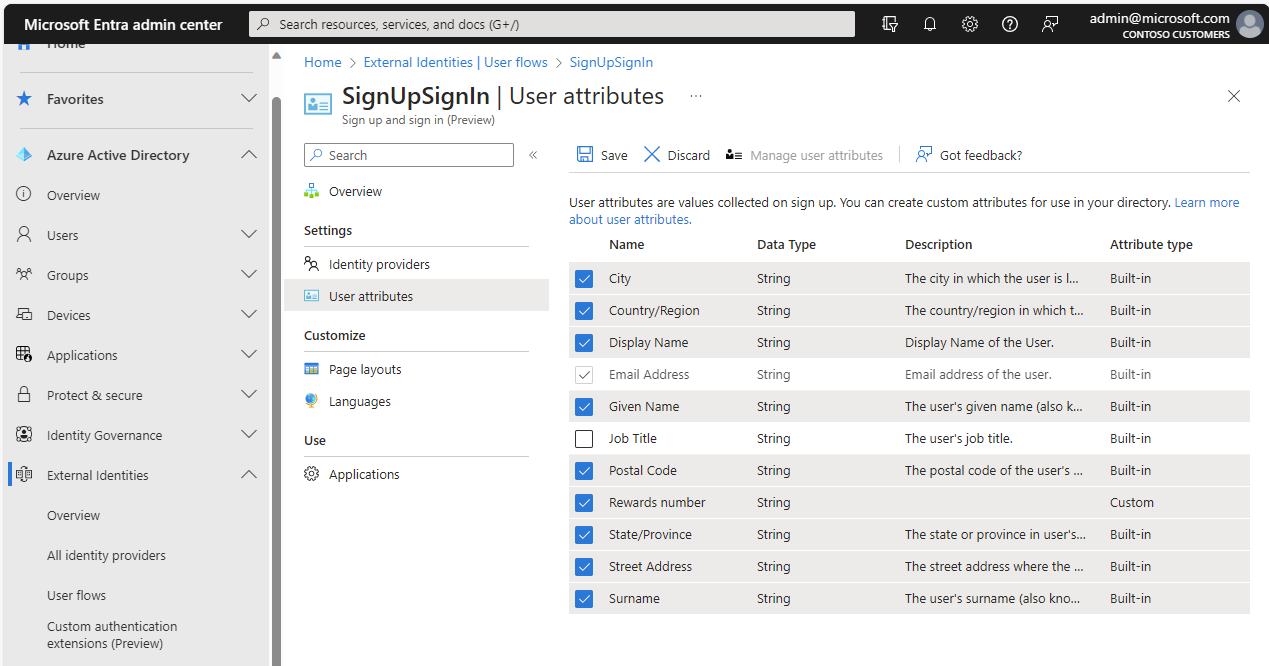 Microsoft Entra admin center
Search resources, services, and docs (G+/)
admin@microsoft.com
CONTOSO CUSTOMERS
Home
Favorites
Azure Active Directory
Overview
Users
Groups
Devices
Applications
Protect & secure
Identity Governance
External Identities
Overview
All identity providers
User flows
Custom authentication
extensions (Preview)
Home > External Identities | User flows > SignUpSignIn
SignUpSignIn | User attributes ...
Sign up and sign in (Preview)
Search «
Overview
Settings
Identity providers
User attributes
Customize
Page layouts
Languages
Use
Applications
Save Discard Manage user attributes Got feedback?
User attributes are values collected on sign up. You can create custom attributes for use in your directory. Learn more
about user attributes.
Name Data Type Description Attribute type
City String The city in which the user is l... Built-in
Country/Region String The country/region in which t... Built-in
Display Name String Display Name of the User. Built-in
Email Address String Email address of the user. Built-in
Given Name String The user's given name (also k... Built-in
Job Title String The user's job title. Built-in
Postal Code String The postal code of the user's ... Built-in
Rewards number String Custom
State/Province String The state or province in user's... Built-in
Street Address String The street address where the ... Built-in
Surname String The user's surname (also kno... Built-in